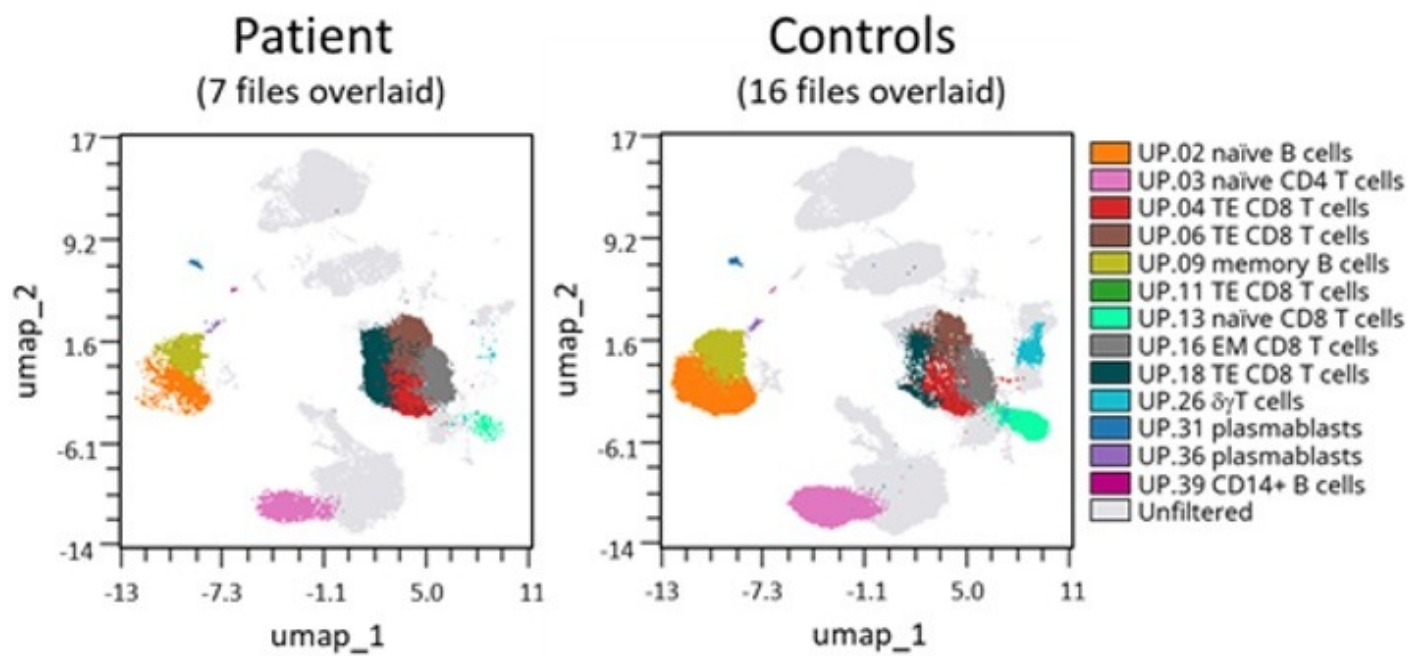 Patient
(7 files overlaid)
Controls
(16 files overlaid)
17
9.2
1.6
-6.1
-14
umap_2
-13
-7.3
-1.1
5.0
11
umap_1
17
9.2
1.6
-6.1
-14
umap_2
-13
-7.3
-1.1
5.0
11
umap_1
UP.02 naïve B cells
UP.03 naïve CD4 T cells
UP.04 TE CD8 T cells
UP.06 TE CD8 T cells
UP.09 memory B cells
UP.11 TE CD8 T cells
UP.13 naïve CD8 T cells
UP.16 EM CD8 T cells
UP.18 TE CD8 T cells
UP.26 δγT cells
UP.31 plasmablasts
UP.36 plasmablasts
UP.39 CD14+ B cells
Unfiltered